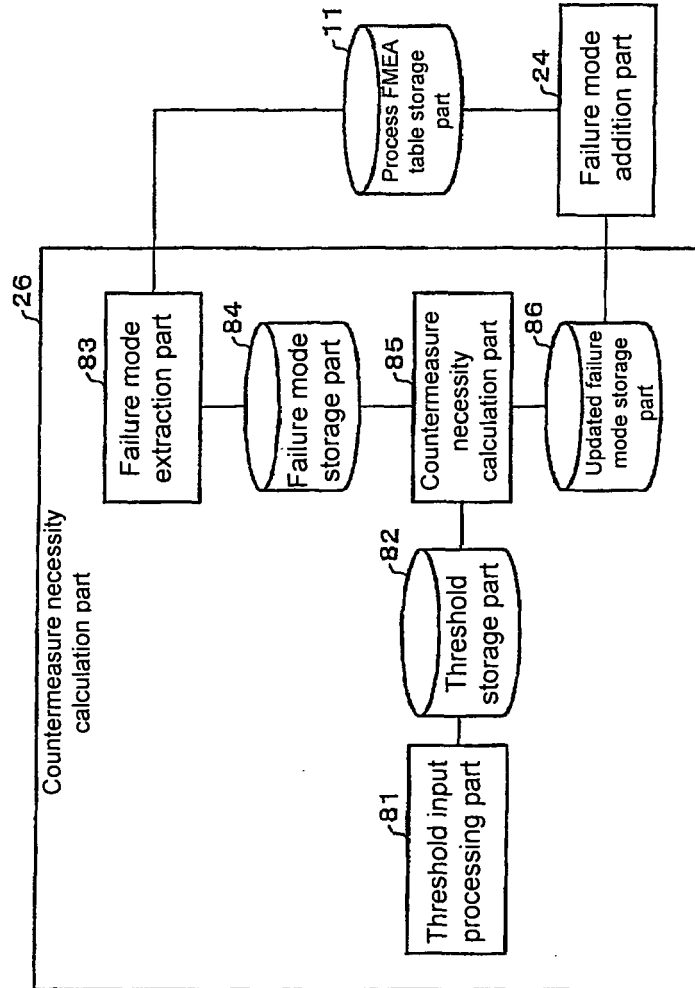 26
Countermeasure necessity
calculation part
83
Failure mode
extraction part
84
Failure mode
storage part
81
Threshold input
processing part
82
Threshold
storage part
85
Countermeasure
necessity
calculation part
86
Updated failure
mode storage
part
11
Process FMEA
table storage
part
24
Failure mode
addition part